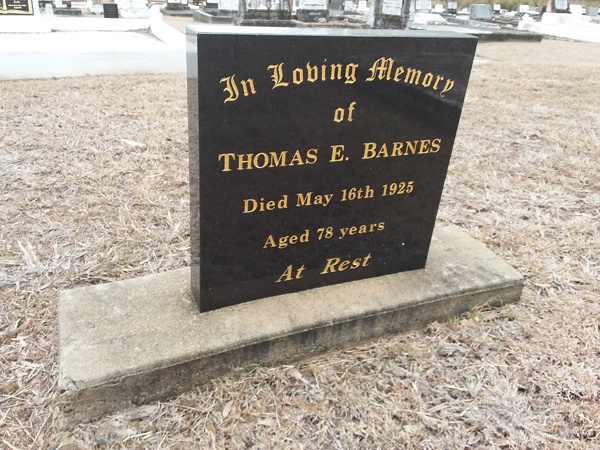 In Loving Memory
of
THOMAS E. BARNES
Died May 16th 1925
Aged 78 years
At Rest